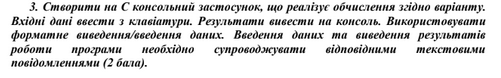 3. Створити на С консольний застосунок, що реалізує обчислення згідно варіанту.
Вхідні дані ввести з клавіатури. Результати вивести на консоль. Використовувати
форматне виведення/введення даних. Введення даних та виведення результатів
роботи програми необхідно супроводжувати відповідними текстовими
повідомленнями (2 бала).